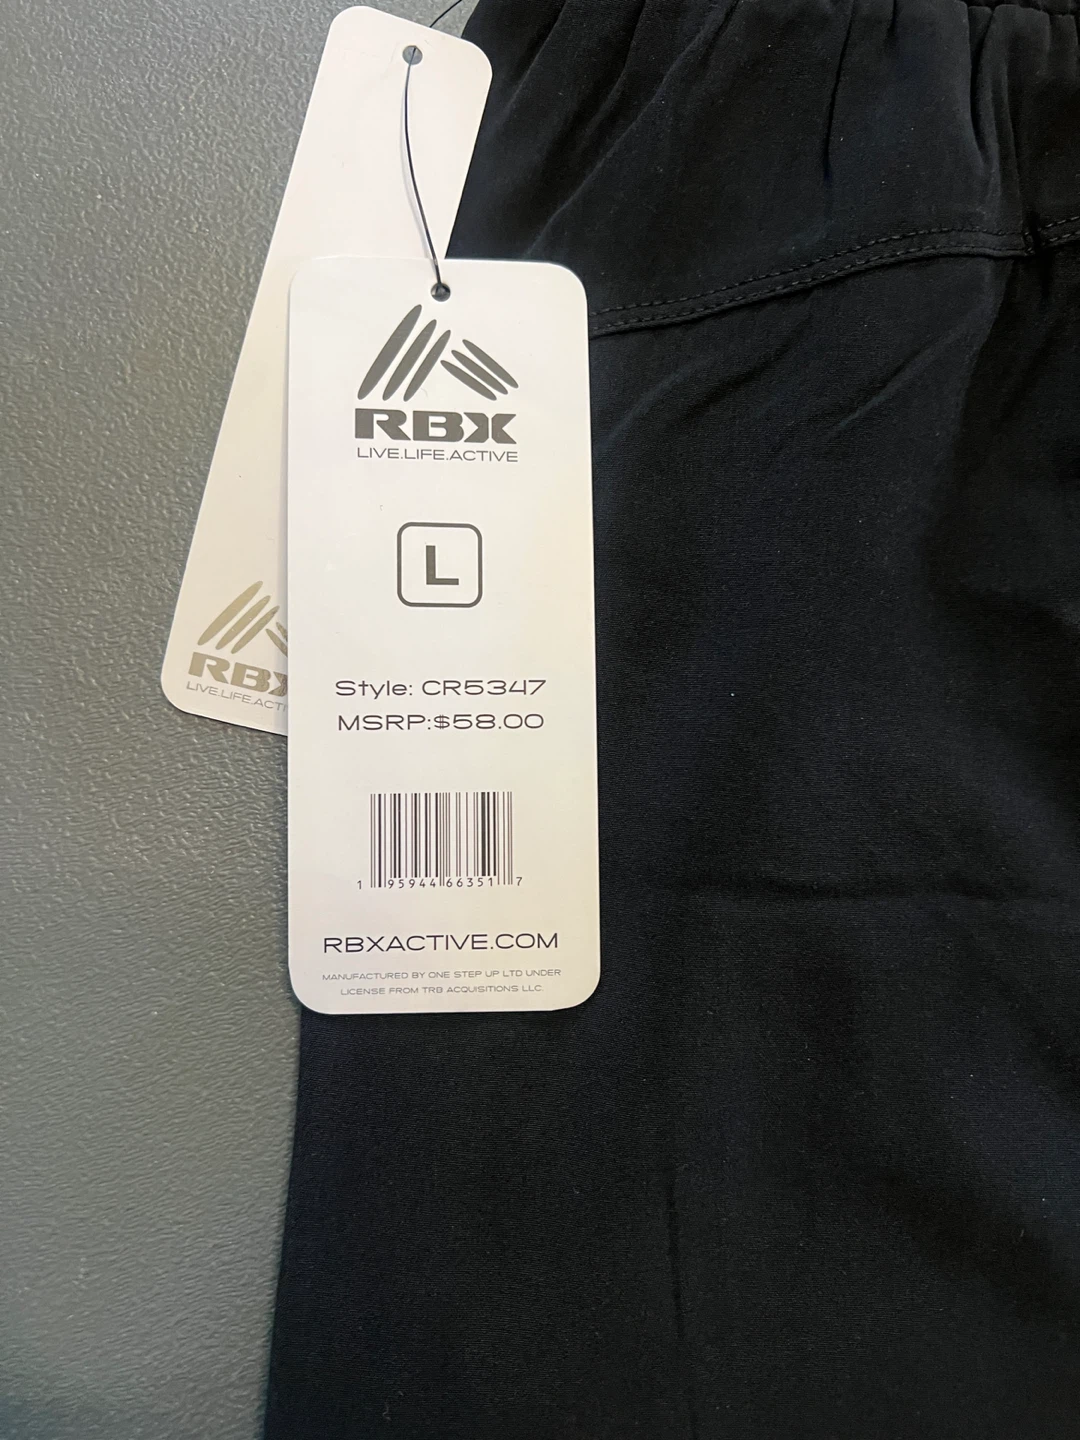 RBX
LIVE.LIFE.ACTIVE
L
Style: CR5347
MSRP:$58.00
1 95944 66351 7
RBXACTIVE.COM
MANUFACTURED BY ONE STEP UP LTD UNDER
LICENSE FROM TRB ACQUISITIONS LLC.
RBX
LIVE.LIFE.ACTI